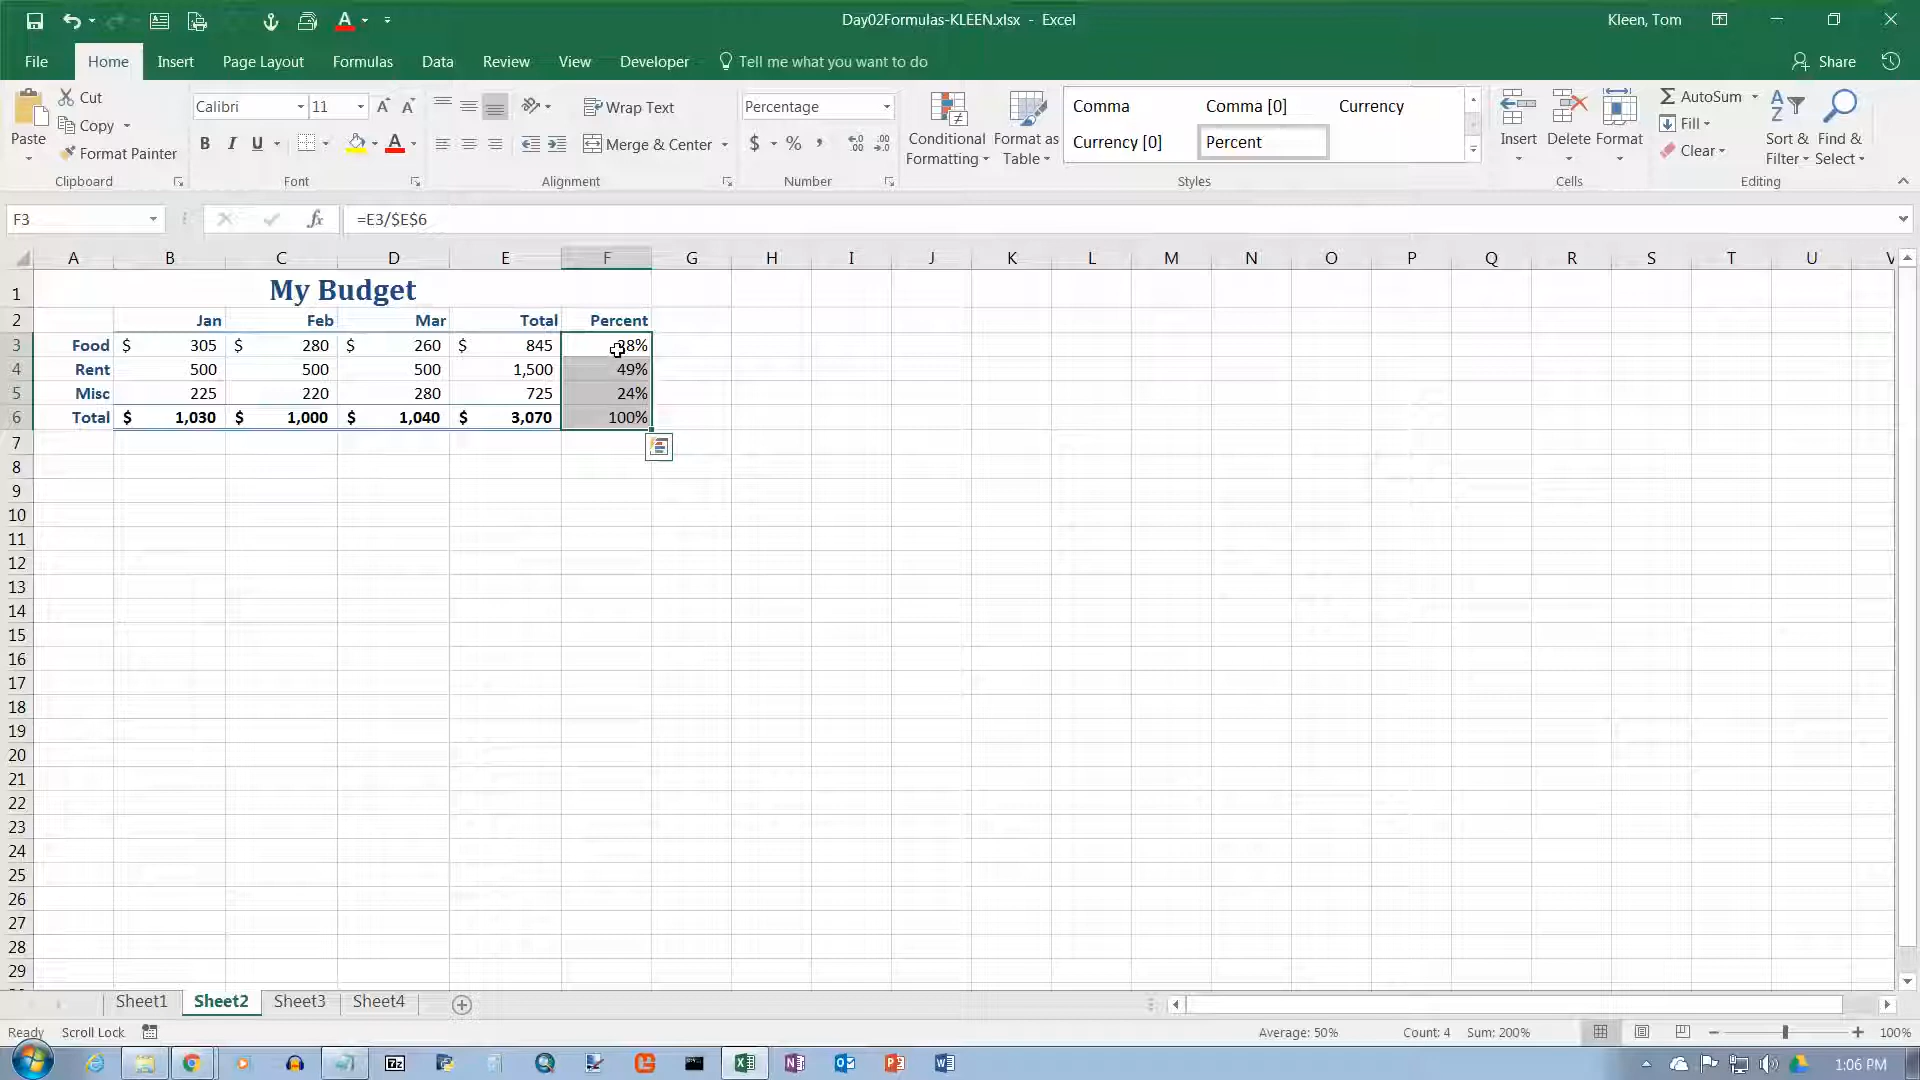 Day02Formulas-KLEEN.xlsx - Excel
Kleen, Tom
File Home Insert Page Layout Formulas Data Review View Developer Tell me what you want to do Share
Cut
Copy
Format Painter
Paste
Clipboard
Calibri 11
B I U
Font
Wrap Text
Merge & Center
Alignment
Percentage
$ % ,
Number
Conditional Formatting
Format as Table
Comma Comma [0] Currency
Currency [0] Percent
Styles
Insert Delete Format
Cells
AutoSum
Fill
Clear
Sort & Filter
Find & Select
Editing
F3 fx =E3/$E$6
A B C D E F G H I J K L M N O P Q R S T U V
1 My Budget
2 Jan Feb Mar Total Percent
3 Food $ 305 $ 280 $ 260 $ 845 28%
4 Rent 500 500 500 1,500 49%
5 Misc 225 220 280 725 24%
6 Total $ 1,030 $ 1,000 $ 1,040 $ 3,070 100%
7
8
9
10
11
12
13
14
15
16
17
18
19
20
21
22
23
24
25
26
27
28
29
Sheet1 Sheet2 Sheet3 Sheet4
Ready Scroll Lock Average: 50% Count: 4 Sum: 200% 100%
1:06 PM